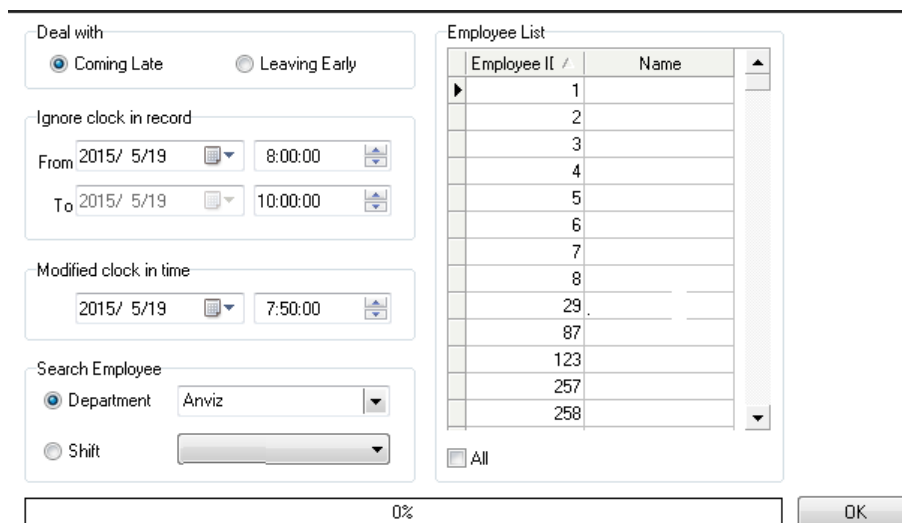 Deal with
Coming Late
Leaving Early
Ignore clock in record
From 2015/ 5/19 8:00:00
To 2015/ 5/19 10:00:00
Modified clock in time
2015/ 5/19 7:50:00
Search Employee
Department Anviz
Shift
Employee List
Employee II Name
1
2
3
4
5
6
7
8
29
87
123
257
258
All
0%
OK